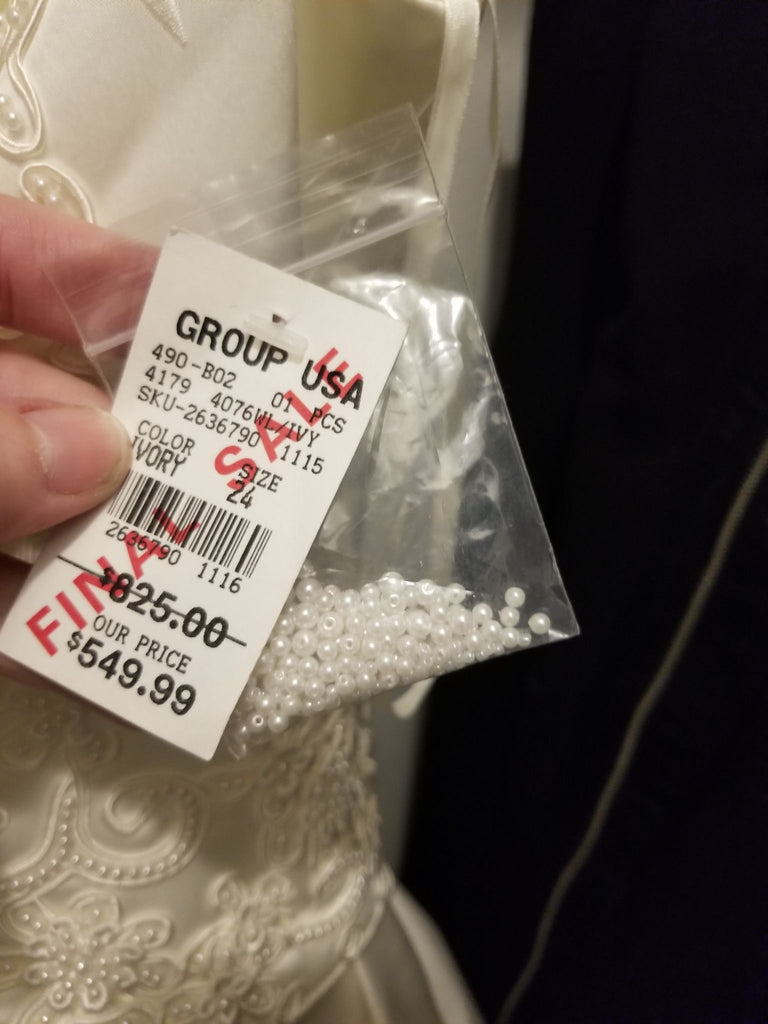 GROUP USA
490-B02 01 PCS
4179 4076WL/IVY
SKU-2636790 1115
COLOR SIZE
IVORY 24
2636790 1116
$825.00
OUR PRICE
$549.99
FINAL SALE